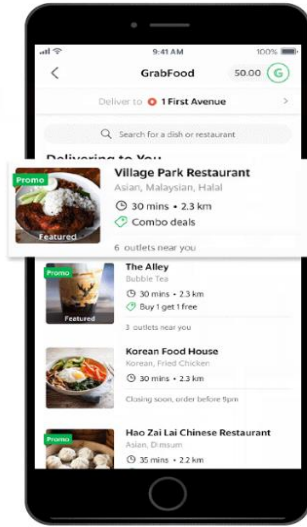 9:41 AM
100%
GrabFood
50.00 G
Deliver to 1 First Avenue
Search for a dish or restaurant
Delivering to You
Promo
Village Park Restaurant
Asian, Malaysian, Halal
30 mins • 2.3 km
Combo deals
Featured
6 outlets near you
Promo
The Alley
Bubble Tea
30 mins • 2.3 km
Buy 1 get 1 free
Featured
3 outlets near you
Korean Food House
Korean, Fried Chicken
30 mins • 2.3 km
Closing soon, order before 9pm
Promo
Hao Zai Lai Chinese Restaurant
Asian, Dimsum
35 mins • 2.2 km